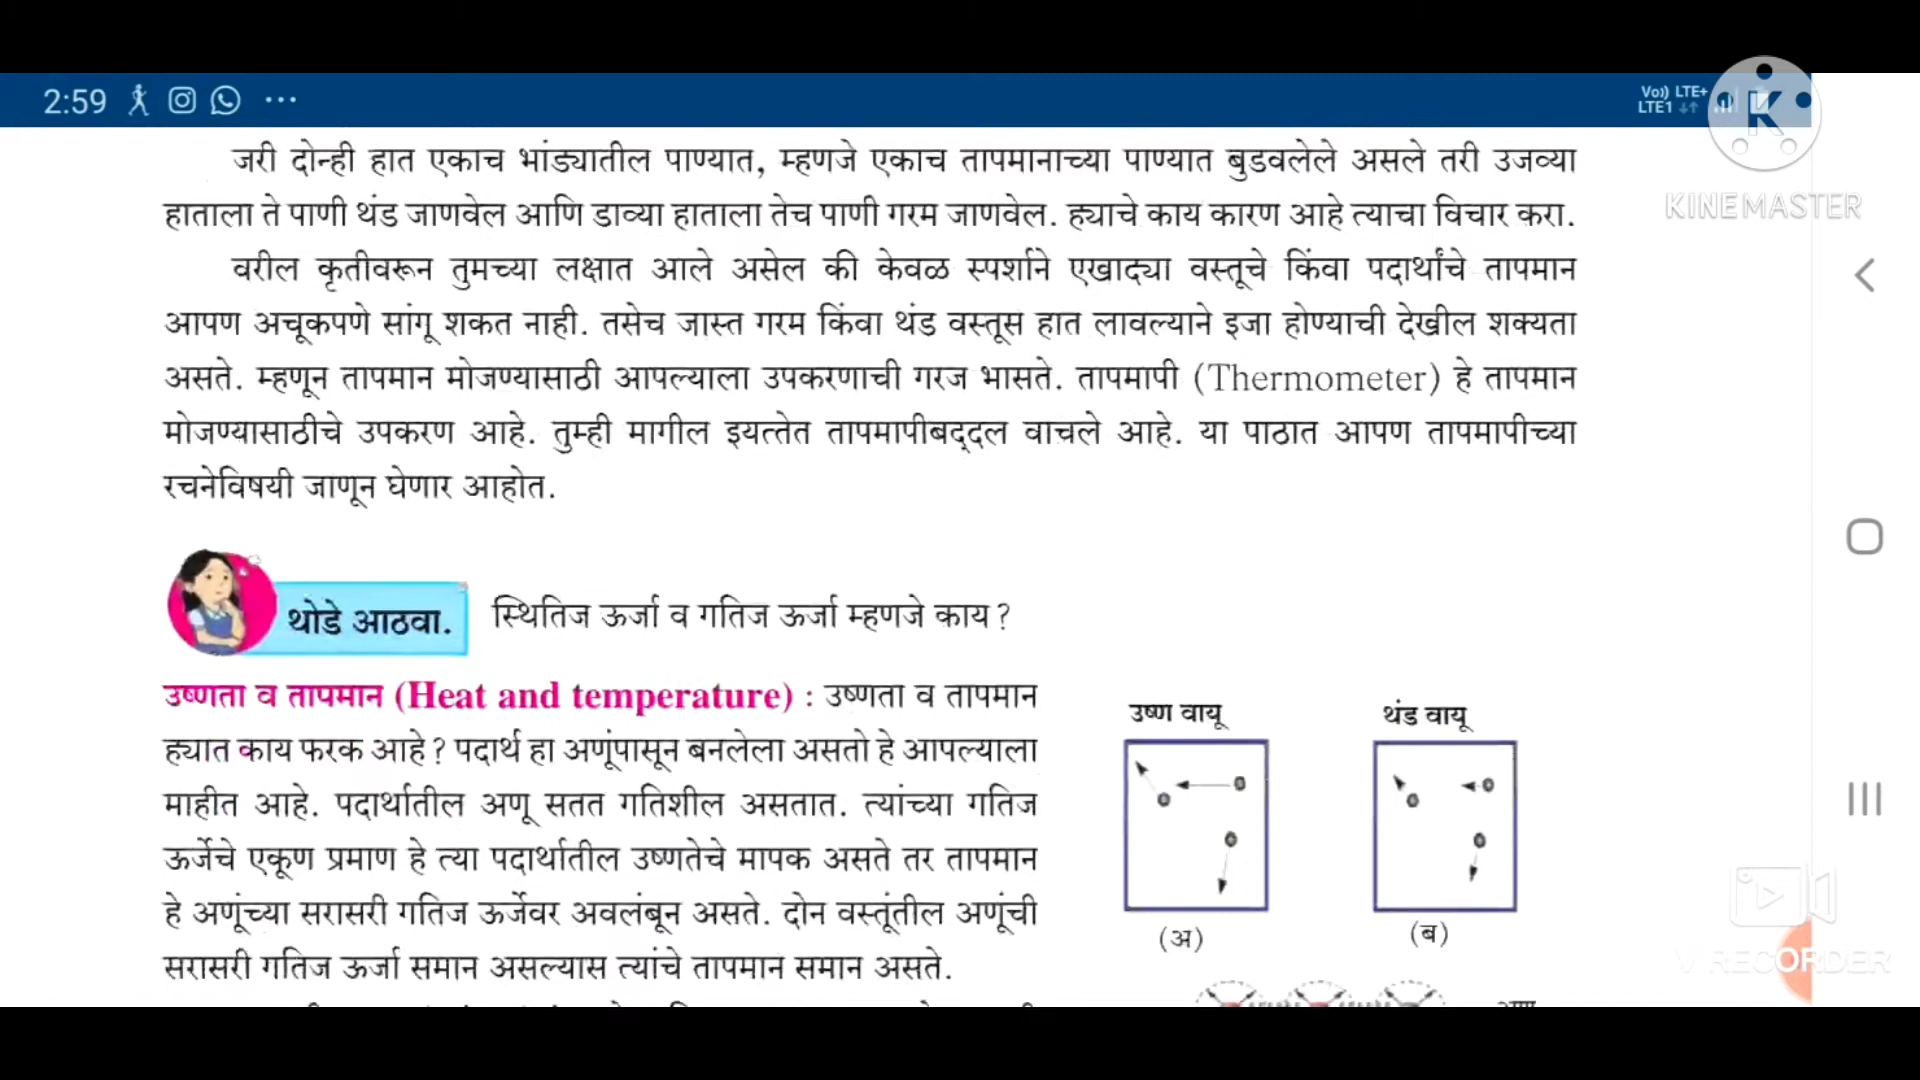 2:59
Vo) LTE+
LTE1
KINEMASTER
जरी दोन्ही हात एकाच भांड्यातील पाण्यात, म्हणजे एकाच तापमानाच्या पाण्यात बुडवलेले असले तरी उजव्या
हाताला ते पाणी थंड जाणवेल आणि डाव्या हाताला तेच पाणी गरम जाणवेल. ह्याचे काय कारण आहे त्याचा विचार करा.
वरील कृतीवरून तुमच्या लक्षात आले असेल की केवळ स्पर्शाने एखाद्या वस्तूचे किंवा पदार्थांचे तापमान
आपण अचूकपणे सांगू शकत नाही. तसेच जास्त गरम किंवा थंड वस्तूस हात लावल्याने इजा होण्याची देखील शक्यता
असते. म्हणून तापमान मोजण्यासाठी आपल्याला उपकरणाची गरज भासते. तापमापी (Thermometer) हे तापमान
मोजण्यासाठीचे उपकरण आहे. तुम्ही मागील इयत्तेत तापमापीबद्‌दल वाचले आहे. या पाठात आपण तापमापीच्या
रचनेविषयी जाणून घेणार आहोत.
थोडे आठवा.
स्थितिज ऊर्जा व गतिज ऊर्जा म्हणजे काय?
उष्णता व तापमान (Heat and temperature) : उष्णता व तापमान
ह्यात काय फरक आहे? पदार्थ हा अणूंपासून बनलेला असतो हे आपल्याला
माहीत आहे. पदार्थातील अणू सतत गतिशील असतात. त्यांच्या गतिज
ऊर्जेचे एकूण प्रमाण हे त्या पदार्थातील उष्णतेचे मापक असते तर तापमान
हे अणूंच्या सरासरी गतिज ऊर्जेवर अवलंबून असते. दोन वस्तूंतील अणूंची
सरासरी गतिज ऊर्जा समान असल्यास त्यांचे तापमान समान असते.
उष्ण वायू
थंड वायू
(अ)
(ब)
V RECORDER